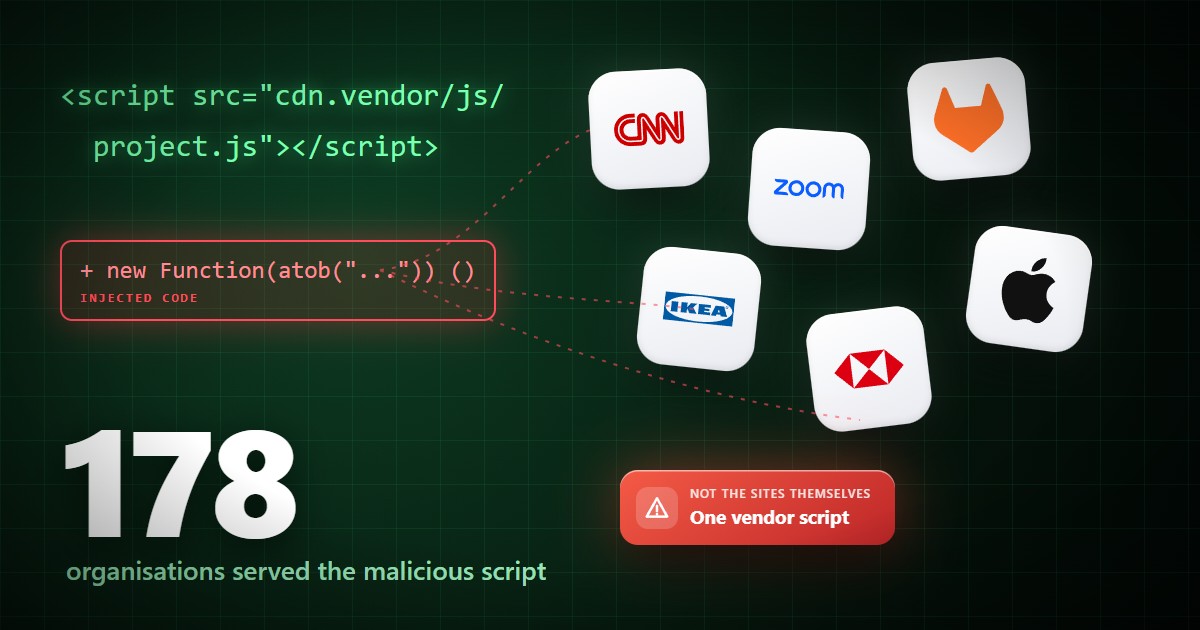 <script src="cdn.vendor/js/
project.js"></script>
+ new Function(atob("...")) ()
INJECTED CODE
178
organisations served the malicious script
CNN
zoom
IKEA
NOT THE SITES THEMSELVES
One vendor script